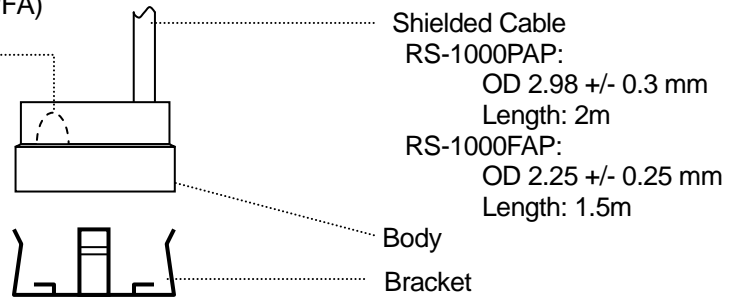 FA)
Shielded Cable
RS-1000PAP:
OD 2.98 +/- 0.3 mm
Length: 2m
RS-1000FAP:
OD 2.25 +/- 0.25 mm
Length: 1.5m
Body
Bracket